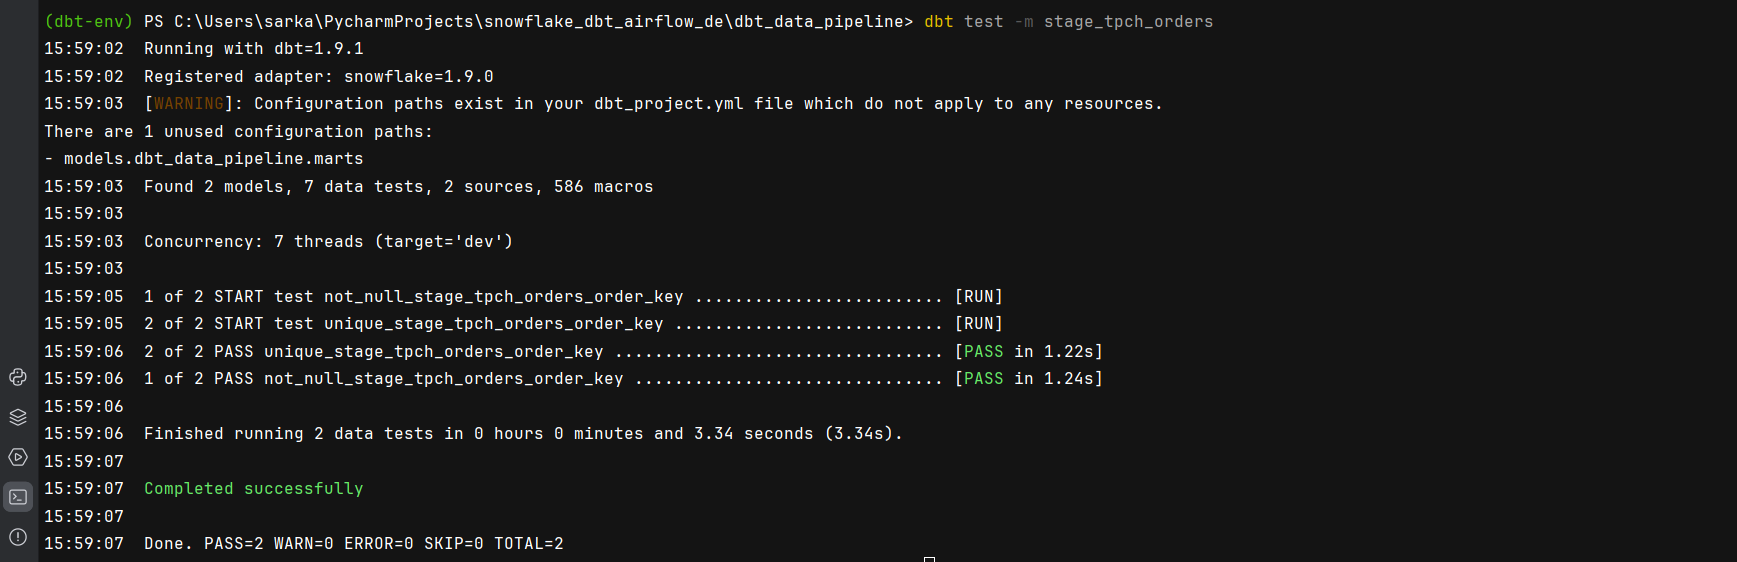 (dbt-env) PS C:\Users\sarka\PycharmProjects\snowflake_dbt_airflow_de\dbt_data_pipeline> dbt test -m stage_tpch_orders
15:59:02  Running with dbt=1.9.1
15:59:02  Registered adapter: snowflake=1.9.0
15:59:03  [WARNING]: Configuration paths exist in your dbt_project.yml file which do not apply to any resources.
There are 1 unused configuration paths:
- models.dbt_data_pipeline.marts
15:59:03  Found 2 models, 7 data tests, 2 sources, 586 macros
15:59:03
15:59:03  Concurrency: 7 threads (target='dev')
15:59:03
15:59:05  1 of 2 START test not_null_stage_tpch_orders_order_key ......................... [RUN]
15:59:05  2 of 2 START test unique_stage_tpch_orders_order_key ........................... [RUN]
15:59:06  2 of 2 PASS unique_stage_tpch_orders_order_key ................................. [PASS in 1.22s]
15:59:06  1 of 2 PASS not_null_stage_tpch_orders_order_key ............................... [PASS in 1.24s]
15:59:06
15:59:06  Finished running 2 data tests in 0 hours 0 minutes and 3.34 seconds (3.34s).
15:59:07
15:59:07  Completed successfully
15:59:07
15:59:07  Done. PASS=2 WARN=0 ERROR=0 SKIP=0 TOTAL=2